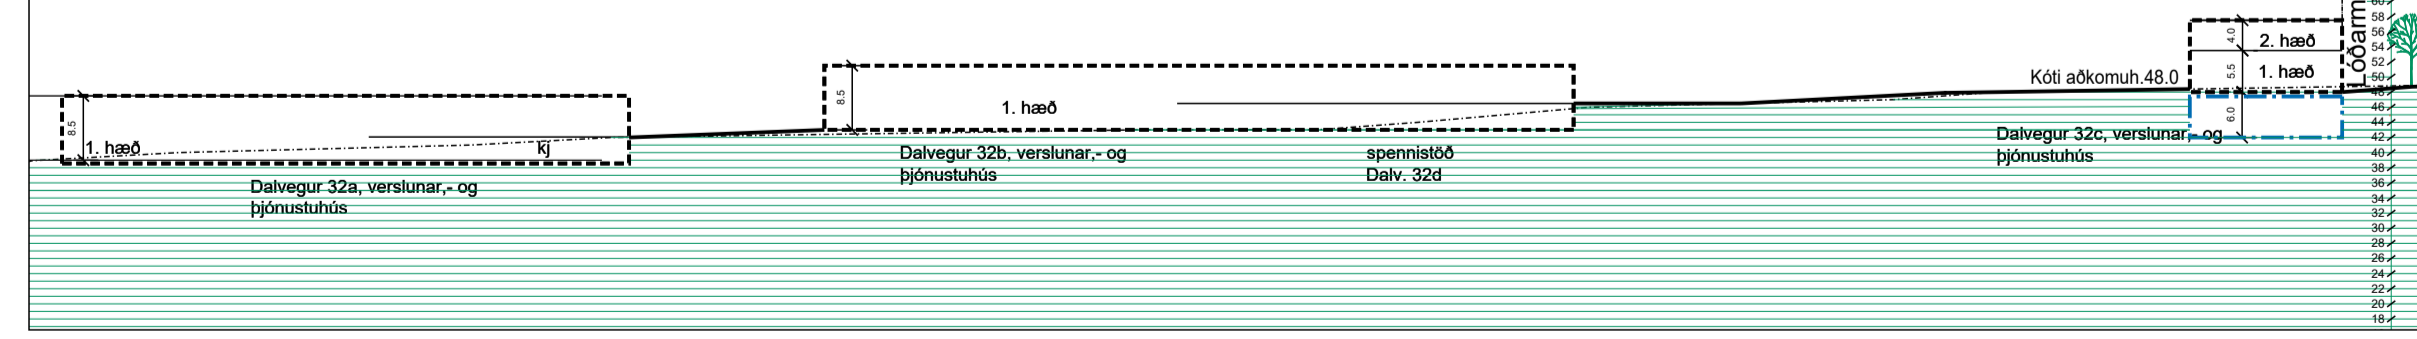 8.5
1. hæð
kj
Dalvegur 32a, verslunar,- og
þjónustuhús
8.5
1. hæð
Dalvegur 32b, verslunar,- og
þjónustuhús
spennistöð
Dalv. 32d
Kóti aðkomuh.48.0
Dalvegur 32c, verslunar,- og
þjónustuhús
4.0
2. hæð
5.5
1. hæð
6.0
Lóðarm
60
58
56
54
52
50
48
46
44
42
40
38
36
34
32
30
28
26
24
22
20
18